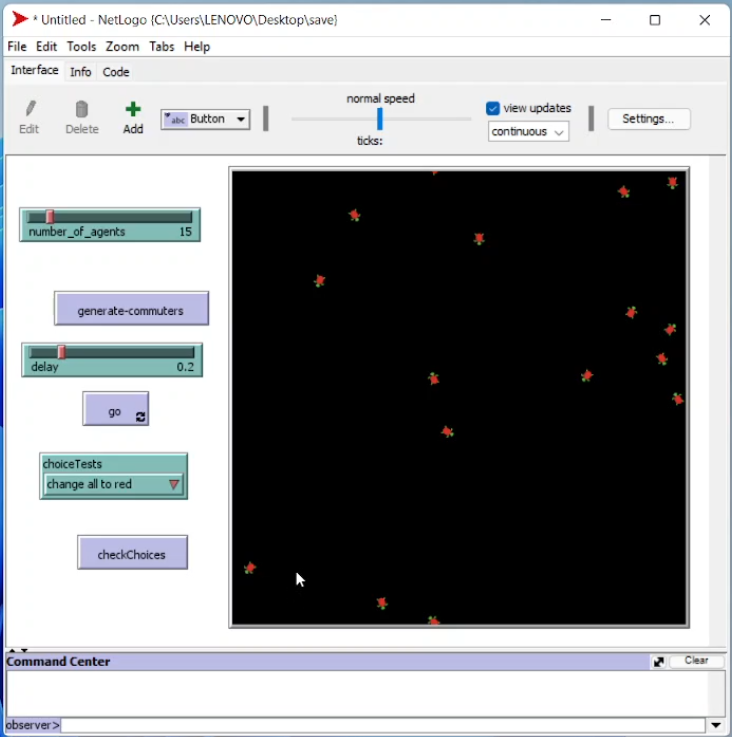 * Untitled - NetLogo {C:\Users\LENOVO\Desktop\save}
File Edit Tools Zoom Tabs Help
Interface Info Code
normal speed
view updates
abc Button
Settings...
continuous
Edit Delete Add
ticks:
number_of_agents 15
generate-commuters
delay 0.2
go
choiceTests
change all to red
checkChoices
Command Center
Clear
observer>